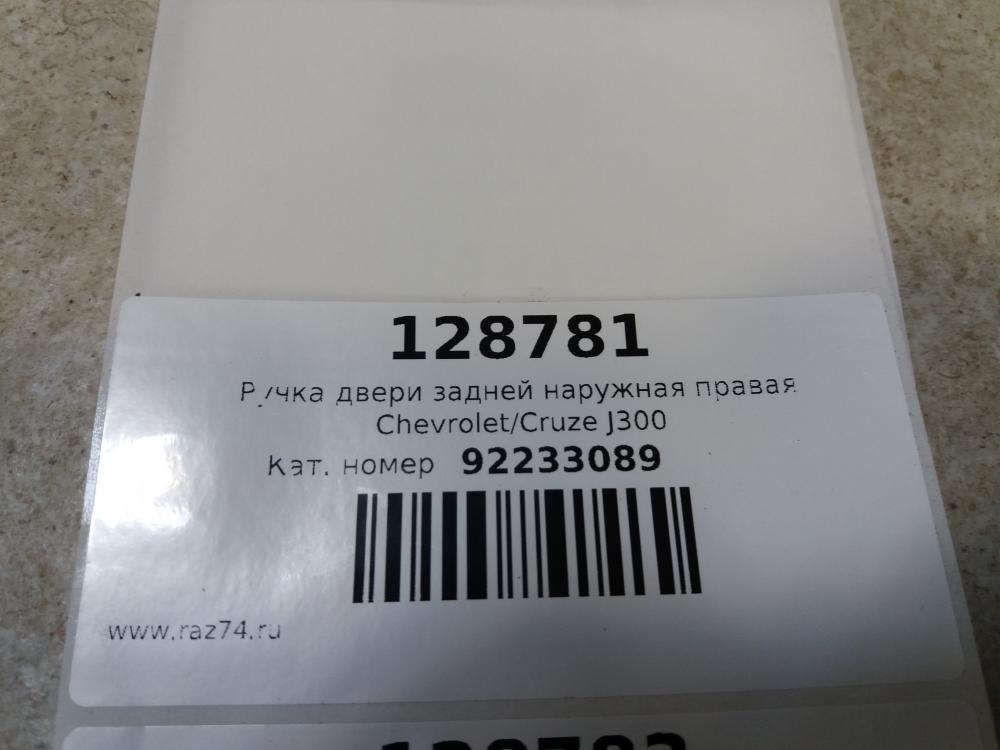 128781
Ручка двери задней наружная правая
Chevrolet/Cruze J300
Кат. номер 92233089
www.raz74.ru